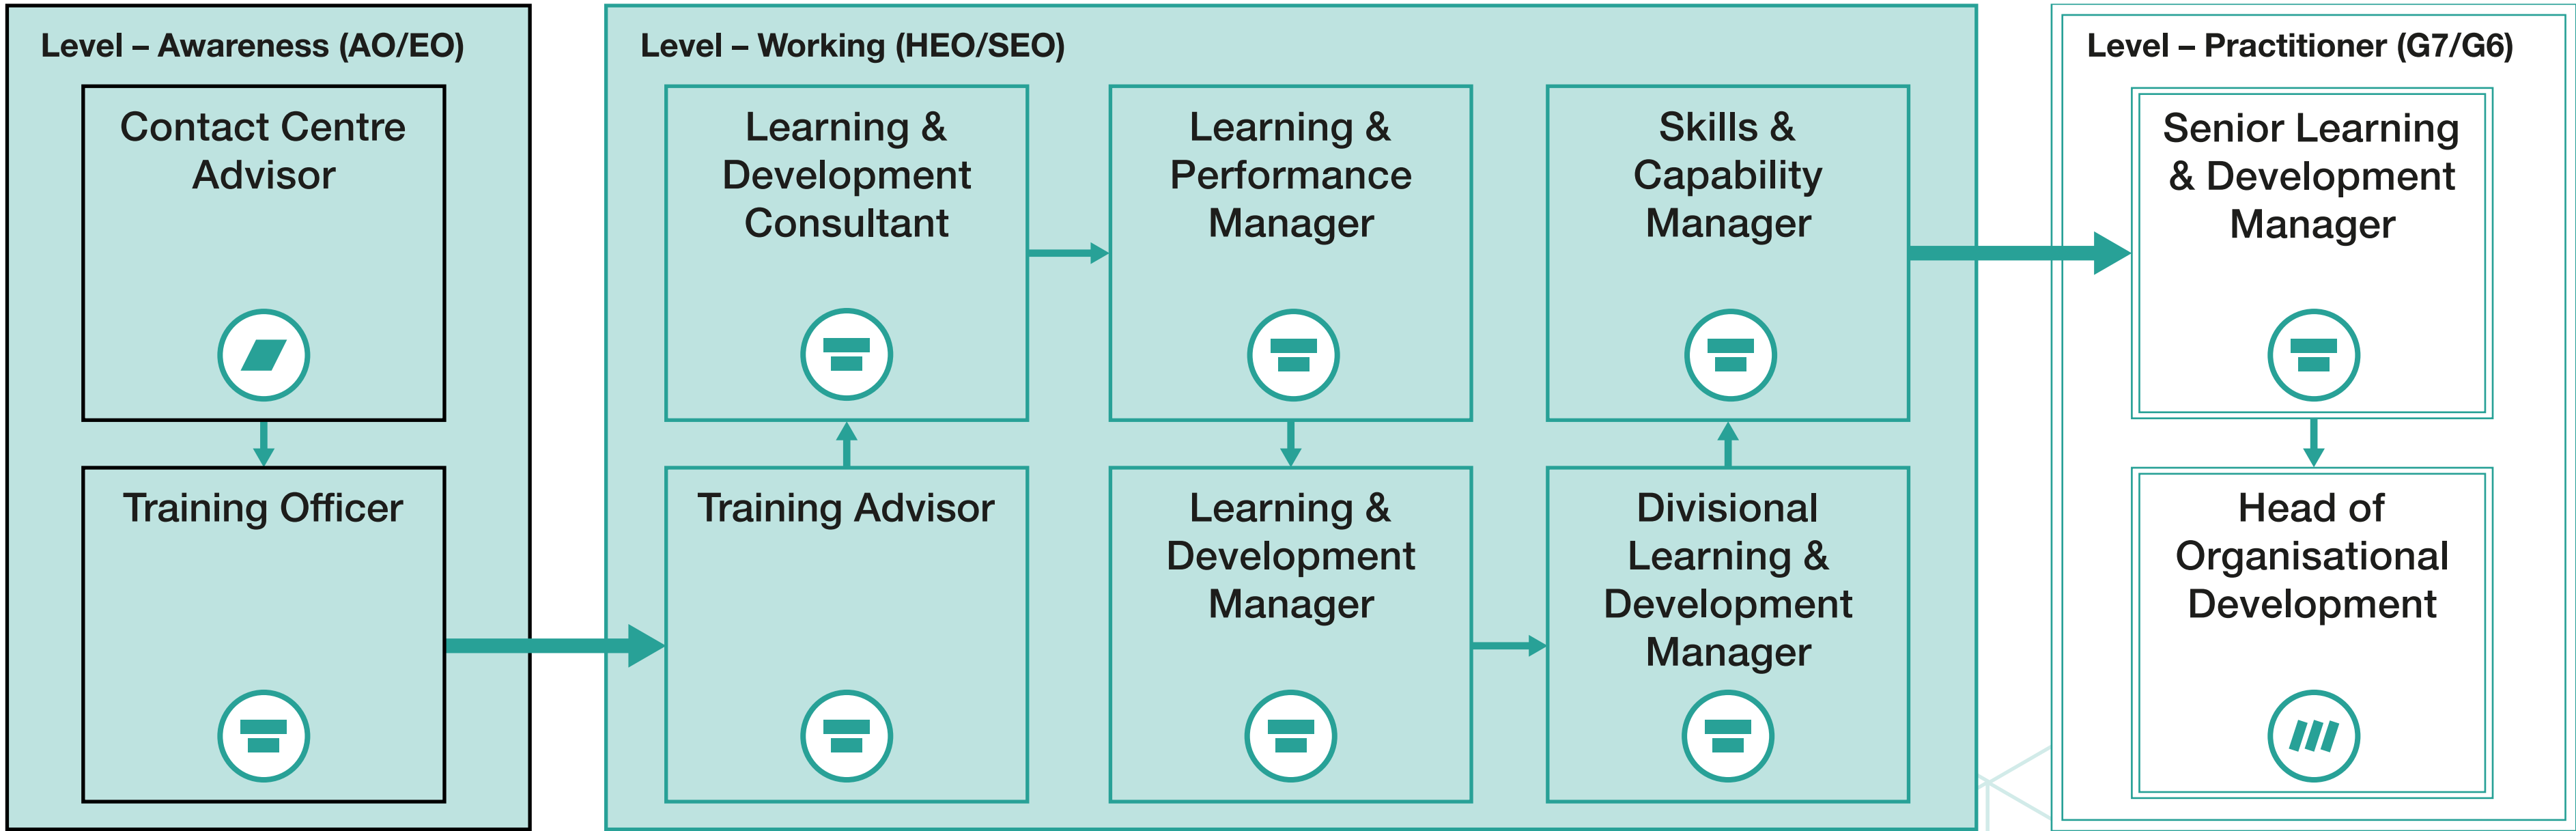 Level – Awareness (AO/EO)
Contact Centre
Advisor
Training Officer
Level – Working (HEO/SEO)
Training Advisor
Learning &
Development
Consultant
Learning &
Performance
Manager
Learning &
Development
Manager
Divisional
Learning &
Development
Manager
Skills &
Capability
Manager
Level – Practitioner (G7/G6)
Senior Learning
& Development
Manager
Head of
Organisational
Development